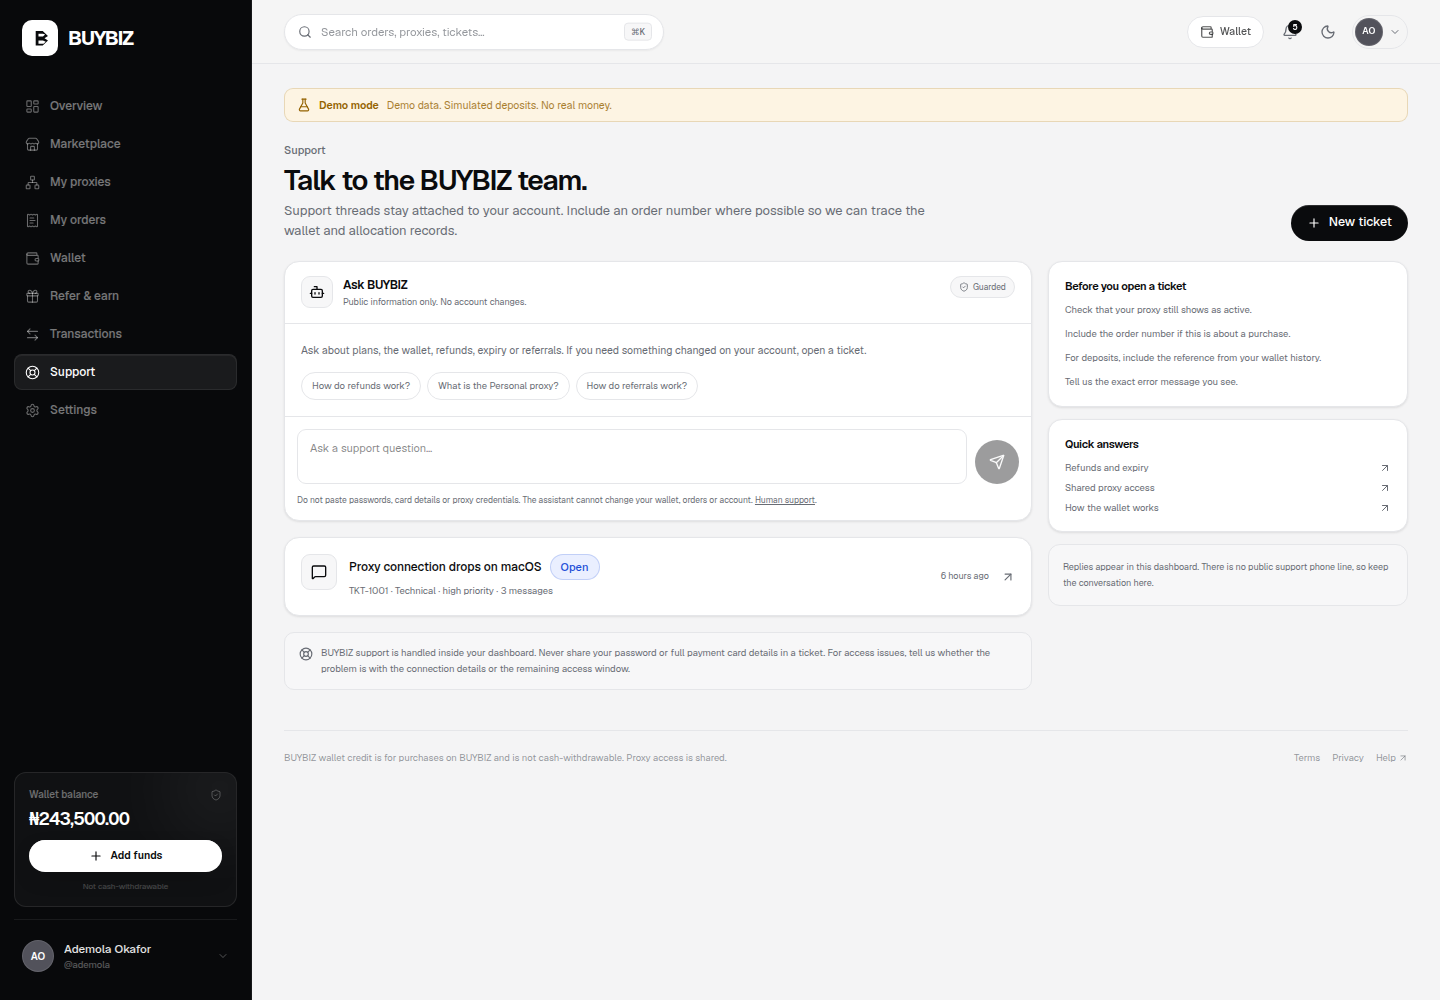 BUYBIZ
Overview
Marketplace
My proxies
My orders
Wallet
Refer & earn
Transactions
Support
Settings
Wallet balance
₦243,500.00
Add funds
Not cash-withdrawable
AO
Ademola Okafor
@ademola
Search orders, proxies, tickets...
⌘K
Wallet
5
AO
Demo mode Demo data. Simulated deposits. No real money.
Support
Talk to the BUYBIZ team.
Support threads stay attached to your account. Include an order number where possible so we can trace the
wallet and allocation records.
New ticket
Ask BUYBIZ
Public information only. No account changes.
Guarded
Ask about plans, the wallet, refunds, expiry or referrals. If you need something changed on your account, open a ticket.
How do refunds work? What is the Personal proxy? How do referrals work?
Ask a support question...
Do not paste passwords, card details or proxy credentials. The assistant cannot change your wallet, orders or account. Human support.
Proxy connection drops on macOS Open
TKT-1001 · Technical · high priority · 3 messages
6 hours ago
BUYBIZ support is handled inside your dashboard. Never share your password or full payment card details in a ticket. For access issues, tell us whether the
problem is with the connection details or the remaining access window.
Before you open a ticket
Check that your proxy still shows as active.
Include the order number if this is about a purchase.
For deposits, include the reference from your wallet history.
Tell us the exact error message you see.
Quick answers
Refunds and expiry
Shared proxy access
How the wallet works
Replies appear in this dashboard. There is no public support phone line, so keep
the conversation here.
BUYBIZ wallet credit is for purchases on BUYBIZ and is not cash-withdrawable. Proxy access is shared.
Terms Privacy Help